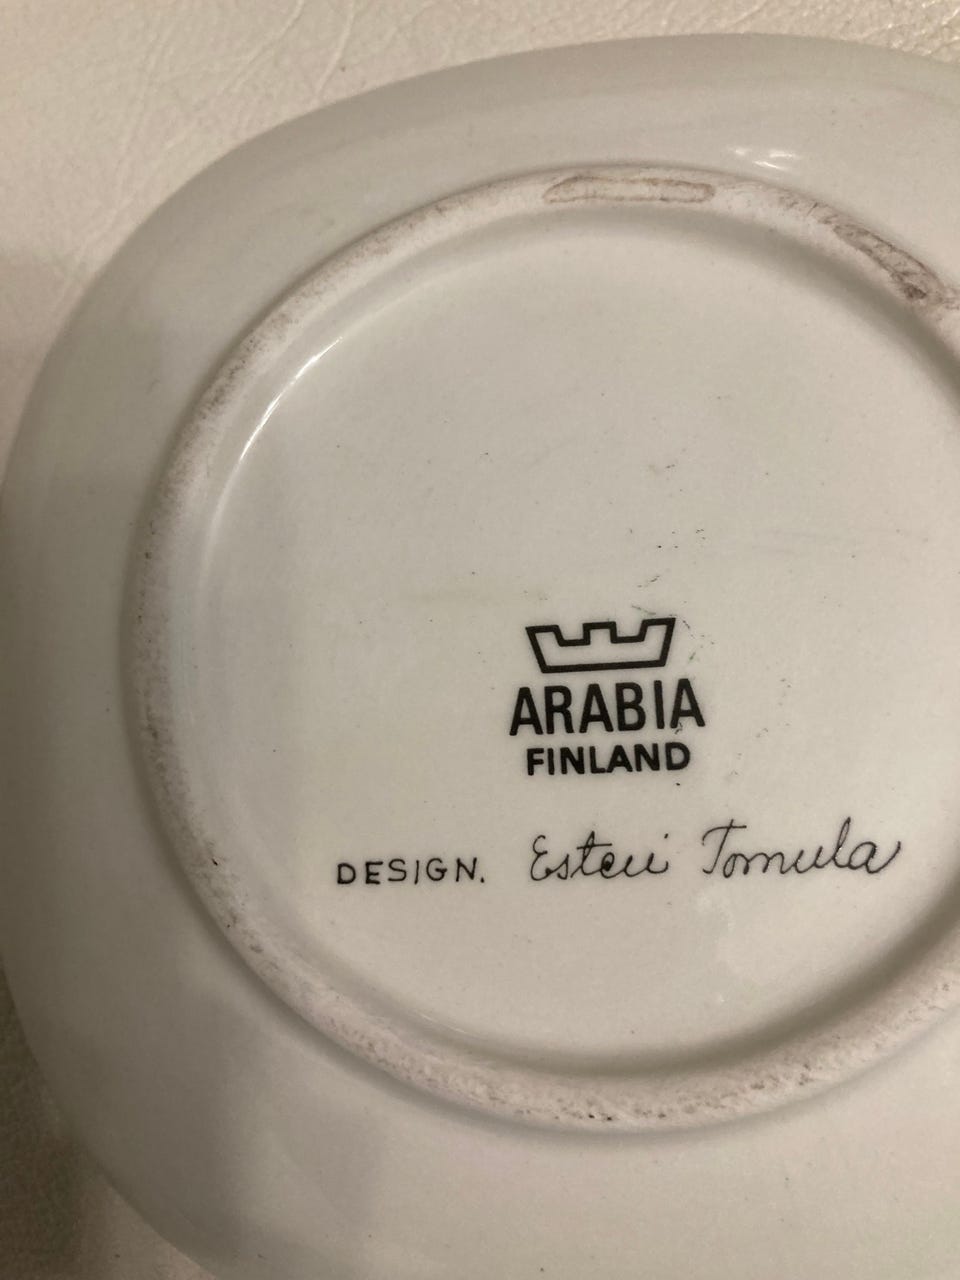 ARABIA
FINLAND
DESIGN. Esteri Tomula